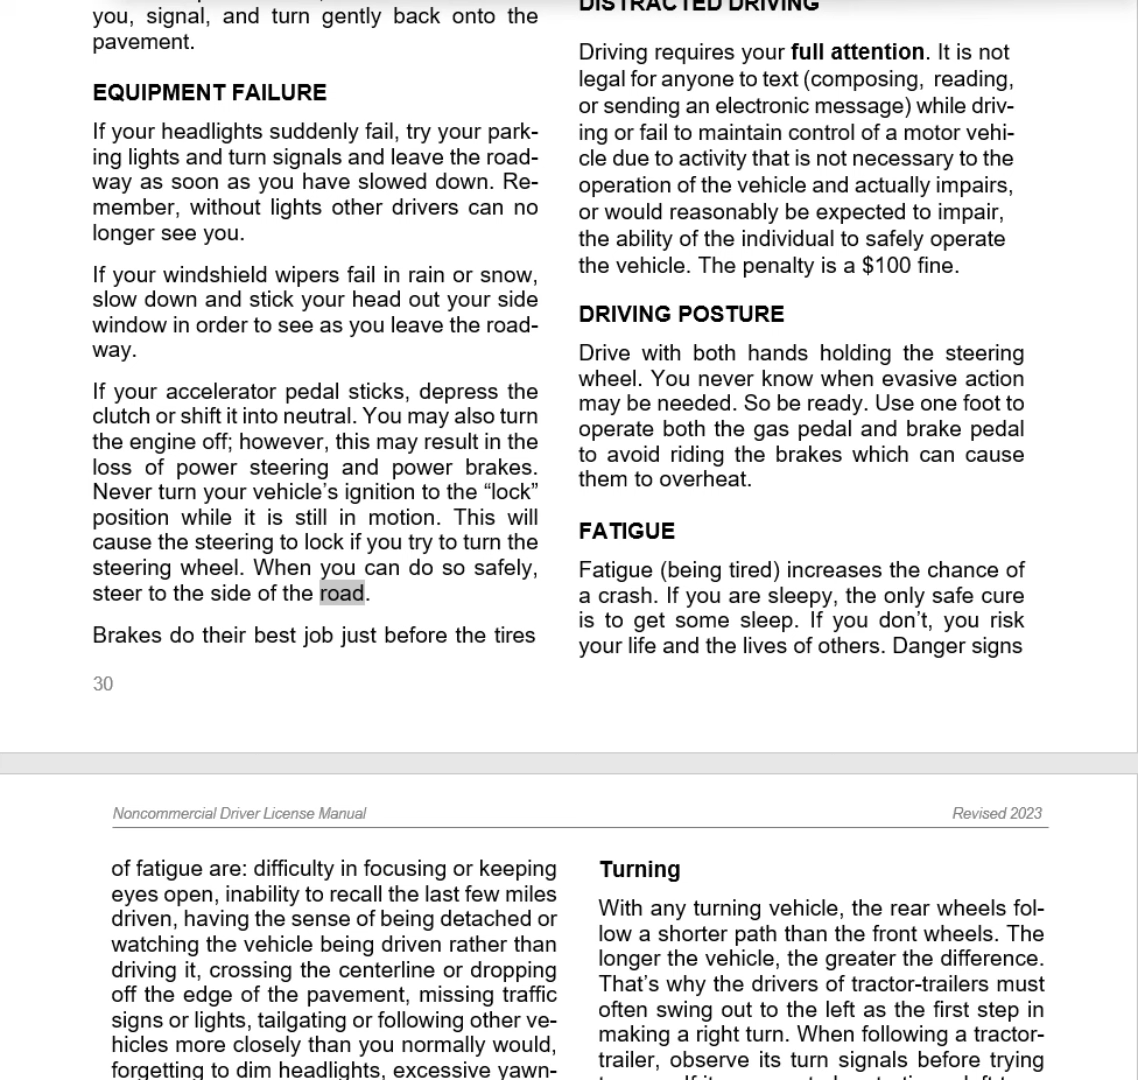 you, signal, and turn gently back onto the
pavement.
EQUIPMENT FAILURE
If your headlights suddenly fail, try your park-
ing lights and turn signals and leave the road-
way as soon as you have slowed down. Re-
member, without lights other drivers can no
longer see you.
If your windshield wipers fail in rain or snow,
slow down and stick your head out your side
window in order to see as you leave the road-
way.
If your accelerator pedal sticks, depress the
clutch or shift it into neutral. You may also turn
the engine off; however, this may result in the
loss of power steering and power brakes.
Never turn your vehicle’s ignition to the “lock”
position while it is still in motion. This will
cause the steering to lock if you try to turn the
steering wheel. When you can do so safely,
steer to the side of the road.
Brakes do their best job just before the tires
30
DISTRACTED DRIVING
Driving requires your full attention. It is not
legal for anyone to text (composing, reading,
or sending an electronic message) while driv-
ing or fail to maintain control of a motor vehi-
cle due to activity that is not necessary to the
operation of the vehicle and actually impairs,
or would reasonably be expected to impair,
the ability of the individual to safely operate
the vehicle. The penalty is a $100 fine.
DRIVING POSTURE
Drive with both hands holding the steering
wheel. You never know when evasive action
may be needed. So be ready. Use one foot to
operate both the gas pedal and brake pedal
to avoid riding the brakes which can cause
them to overheat.
FATIGUE
Fatigue (being tired) increases the chance of
a crash. If you are sleepy, the only safe cure
is to get some sleep. If you don’t, you risk
your life and the lives of others. Danger signs
Noncommercial Driver License Manual
Revised 2023
of fatigue are: difficulty in focusing or keeping
eyes open, inability to recall the last few miles
driven, having the sense of being detached or
watching the vehicle being driven rather than
driving it, crossing the centerline or dropping
off the edge of the pavement, missing traffic
signs or lights, tailgating or following other ve-
hicles more closely than you normally would,
forgetting to dim headlights, excessive yawn-
Turning
With any turning vehicle, the rear wheels fol-
low a shorter path than the front wheels. The
longer the vehicle, the greater the difference.
That’s why the drivers of tractor-trailers must
often swing out to the left as the first step in
making a right turn. When following a tractor-
trailer, observe its turn signals before trying